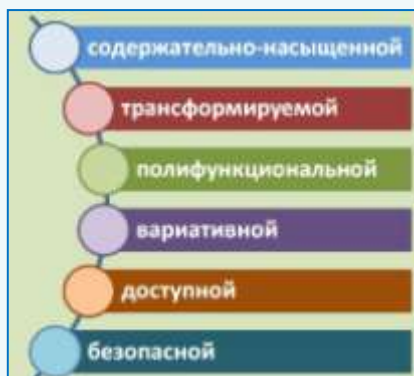 содержательно-насыщенной
трансформируемой
полифункциональной
вариативной
доступной
безопасной